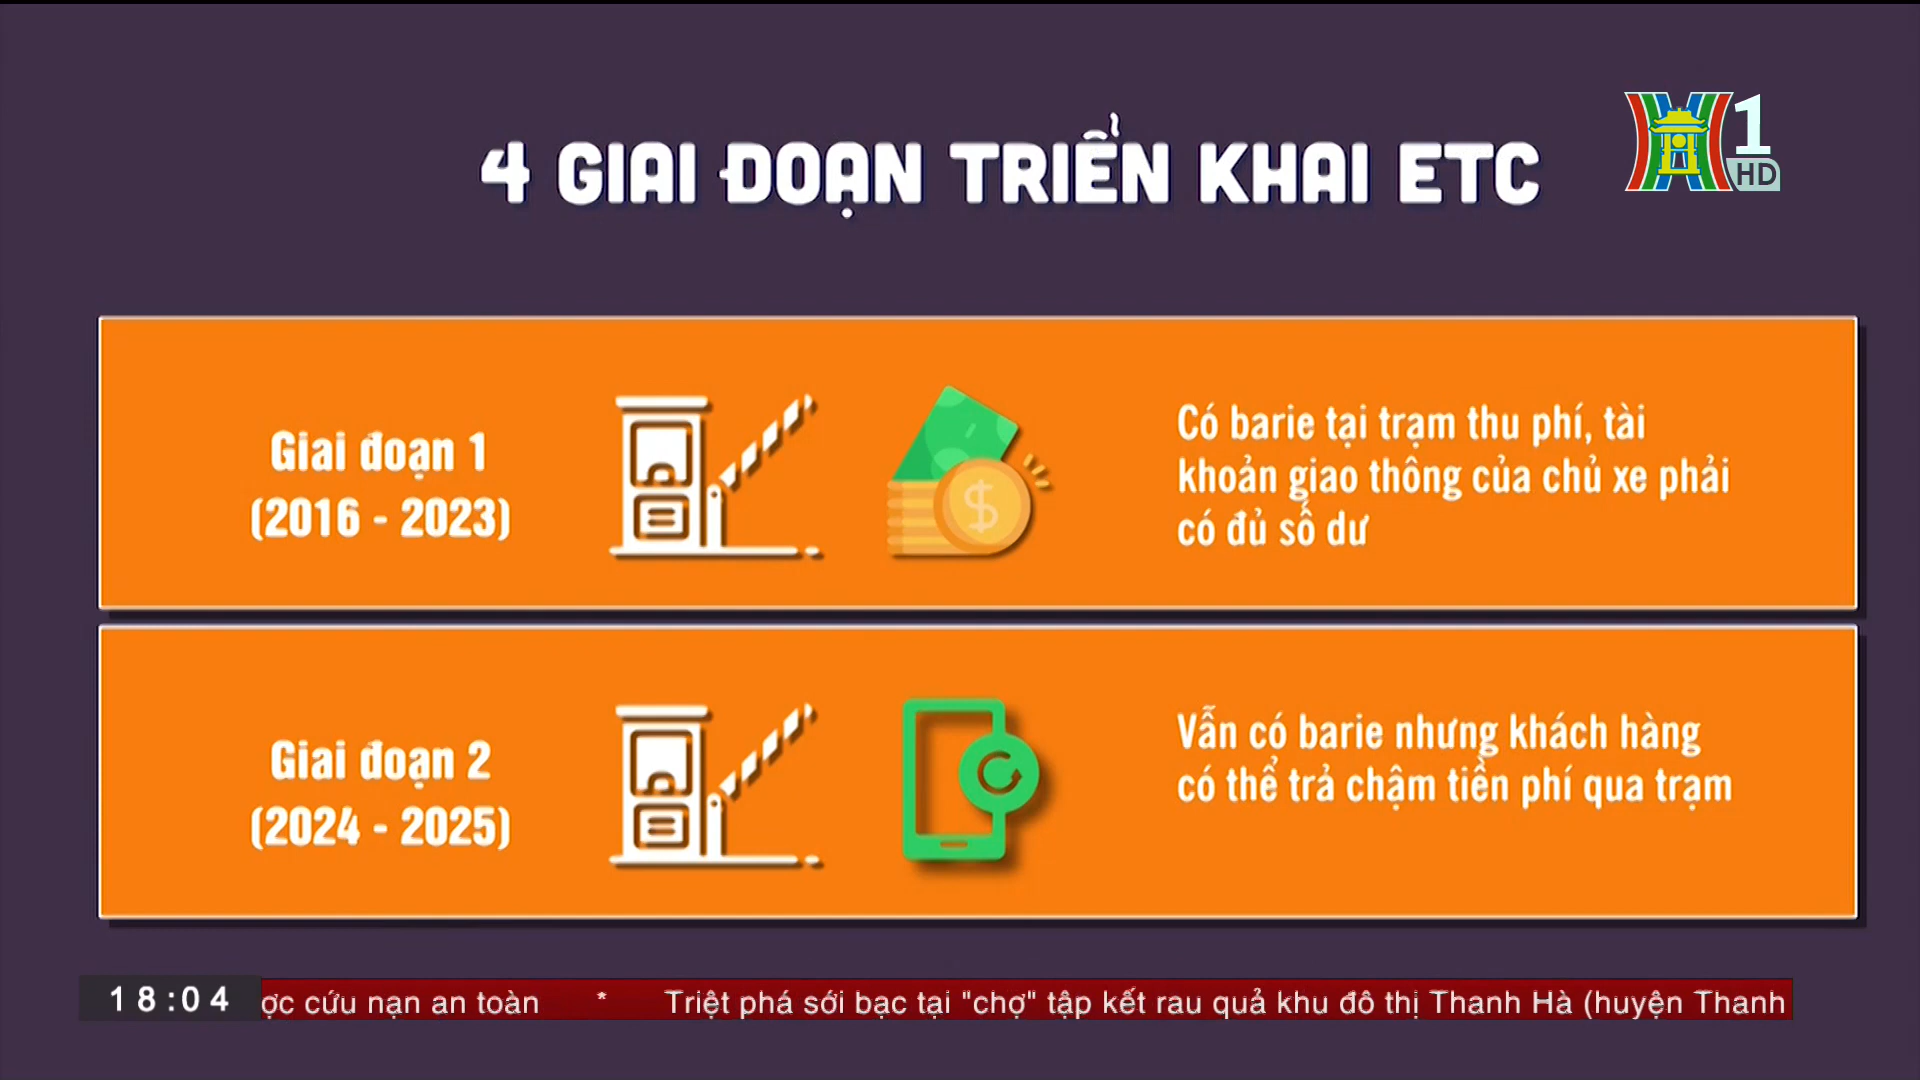 4 GIAI ĐOẠN TRIỂN KHAI ETC
1
HD
Giai đoạn 1
(2016 - 2023)
Có barie tại trạm thu phí, tài
khoản giao thông của chủ xe phải
có đủ số dư
Giai đoạn 2
(2024 - 2025)
Vẫn có barie nhưng khách hàng
có thể trả chậm tiền phí qua trạm
18:04
ợc cứu nạn an toàn * Triệt phá sới bạc tại "chợ" tập kết rau quả khu đô thị Thanh Hà (huyện Thanh